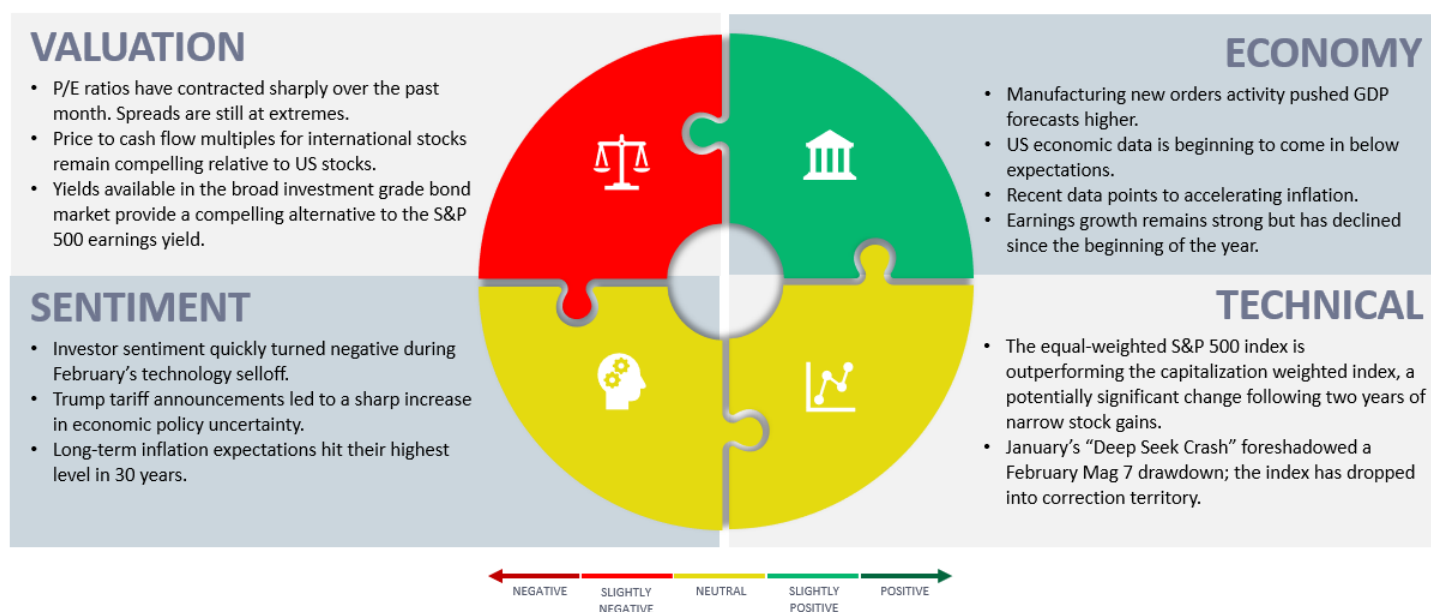 VALUATION
• P/E ratios have contracted sharply over the past
month. Spreads are still at extremes.
• Price to cash flow multiples for international stocks
remain compelling relative to US stocks.
• Yields available in the broad investment grade bond
market provide a compelling alternative to the S&P
500 earnings yield.
ECONOMY
• Manufacturing new orders activity pushed GDP
forecasts higher.
• US economic data is beginning to come in below
expectations.
• Recent data points to accelerating inflation.
• Earnings growth remains strong but has declined
since the beginning of the year.
SENTIMENT
• Investor sentiment quickly turned negative during
February’s technology selloff.
• Trump tariff announcements led to a sharp increase
in economic policy uncertainty.
• Long-term inflation expectations hit their highest
level in 30 years.
TECHNICAL
• The equal-weighted S&P 500 index is
outperforming the capitalization weighted index, a
potentially significant change following two years of
narrow stock gains.
• January’s “Deep Seek Crash” foreshadowed a
February Mag 7 drawdown; the index has dropped
into correction territory.
NEGATIVE
SLIGHTLY
NEGATIVE
NEUTRAL
SLIGHTLY
POSITIVE
POSITIVE